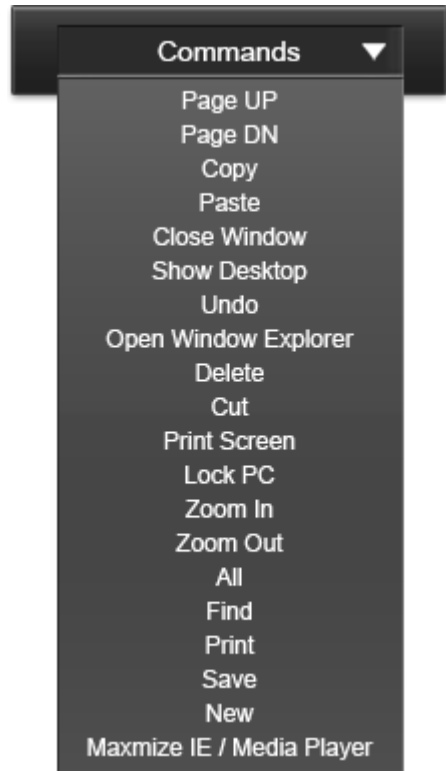 Commands
Page UP
Page DN
Copy
Paste
Close Window
Show Desktop
Undo
Open Window Explorer
Delete
Cut
Print Screen
Lock PC
Zoom In
Zoom Out
All
Find
Print
Save
New
Maxmize IE / Media Player